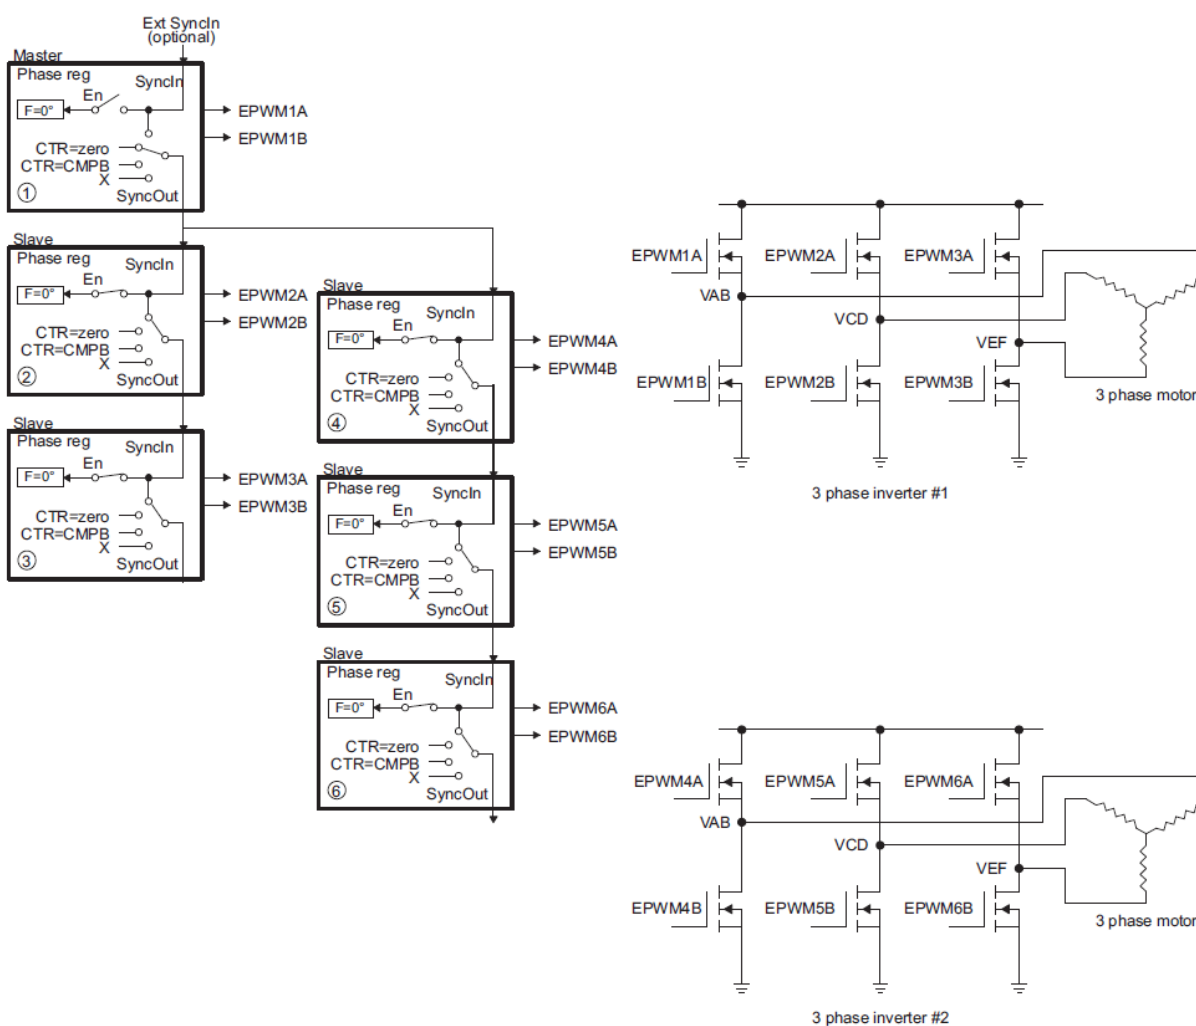 Ext SyncIn
(optional)
Master
Phase reg
SyncIn
En
F=0°
EPWM1A
EPWM1B
CTR=zero
CTR=CMPB
X
SyncOut
1
Slave
Phase reg
SyncIn
En
F=0°
EPWM2A
EPWM2B
CTR=zero
CTR=CMPB
X
SyncOut
2
Slave
Phase reg
SyncIn
En
F=0°
EPWM3A
EPWM3B
CTR=zero
CTR=CMPB
X
SyncOut
3
Slave
Phase reg
SyncIn
En
F=0°
EPWM4A
EPWM4B
CTR=zero
CTR=CMPB
X
SyncOut
4
Slave
Phase reg
SyncIn
En
F=0°
EPWM5A
EPWM5B
CTR=zero
CTR=CMPB
X
SyncOut
5
Slave
Phase reg
SyncIn
En
F=0°
EPWM6A
EPWM6B
CTR=zero
CTR=CMPB
X
SyncOut
6
EPWM1A
EPWM2A
EPWM3A
VAB
VCD
VEF
EPWM1B
EPWM2B
EPWM3B
3 phase motor
3 phase inverter #1
EPWM4A
EPWM5A
EPWM6A
VAB
VCD
VEF
EPWM4B
EPWM5B
EPWM6B
3 phase motor
3 phase inverter #2